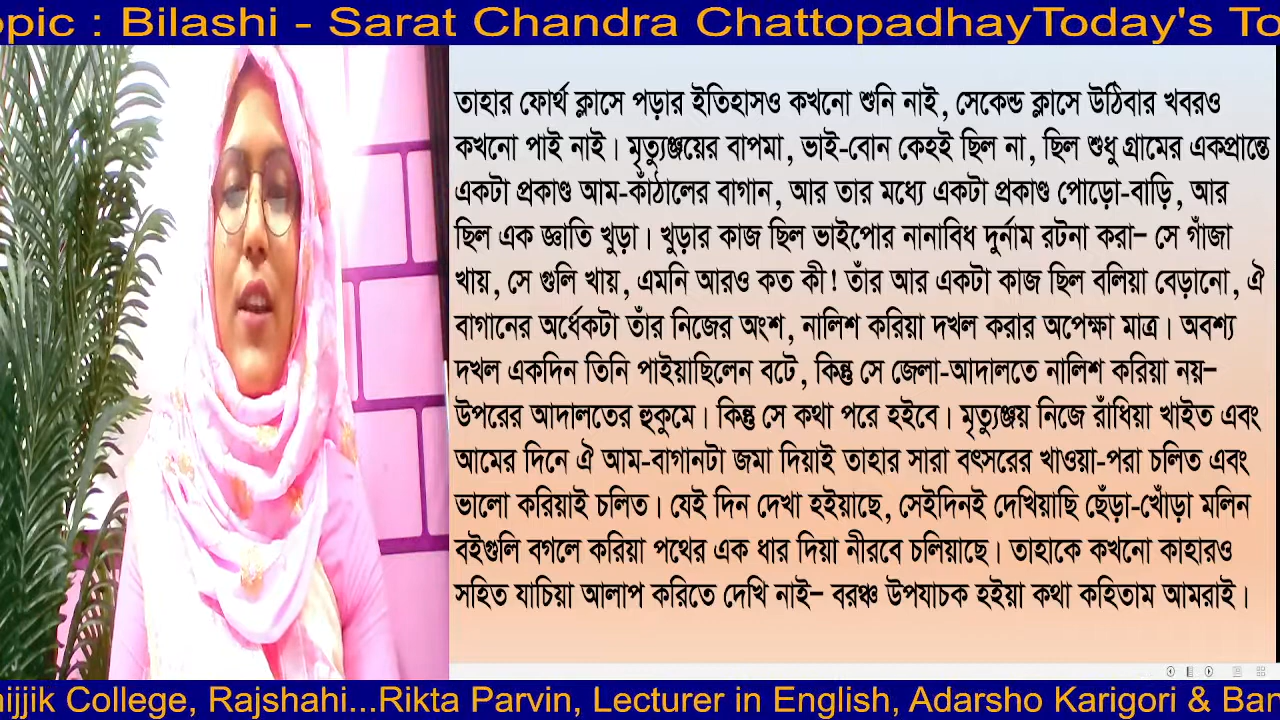 opic : Bilashi - Sarat Chandra ChattopadhayToday's To
তাহার ফোর্থ ক্লাসে পড়ার ইতিহাসও কখনো শুনি নাই, সেকেন্ড ক্লাসে উঠিবার খবরও
কখনো পাই নাই। মৃত্যুঞ্জয়ের বাপমা, ভাই-বোন কেহই ছিল না, ছিল শুধু গ্রামের একপ্রান্তে
একটা প্রকাণ্ড আম-কাঁঠালের বাগান, আর তার মধ্যে একটা প্রকাণ্ড পোড়ো-বাড়ি, আর
ছিল এক জ্ঞাতি খুড়া। খুড়ার কাজ ছিল ভাইপোর নানাবিধ দুর্নাম রটনা করা– সে গাঁজা
খায়, সে গুলি খায়, এমনি আরও কত কী! তাঁর আর একটা কাজ ছিল বলিয়া বেড়ানো, ঐ
বাগানের অর্ধেকটা তাঁর নিজের অংশ, নালিশ করিয়া দখল করার অপেক্ষা মাত্র। অবশ্য
দখল একদিন তিনি পাইয়াছিলেন বটে, কিন্তু সে জেলা-আদালতে নালিশ করিয়া নয়–
উপরের আদালতের হুকুমে। কিন্তু সে কথা পরে হইবে। মৃত্যুঞ্জয় নিজে রাঁধিয়া খাইত এবং
আমের দিনে ঐ আম-বাগানটা জমা দিয়াই তাহার সারা বৎসরের খাওয়া-পরা চলিত এবং
ভালো করিয়াই চলিত। যেই দিন দেখা হইয়াছে, সেইদিনই দেখিয়াছি ছেঁড়া-খোঁড়া মলিন
বইগুলি বগলে করিয়া পথের এক ধার দিয়া নীরবে চলিয়াছে। তাহাকে কখনো কাহারও
সহিত যাচিয়া আলাপ করিতে দেখি নাই– বরঞ্চ উপযাচক হইয়া কথা কহিতাম আমরাই।
nijjik College, Rajshahi...Rikta Parvin, Lecturer in English, Adarsho Karigori & Ban